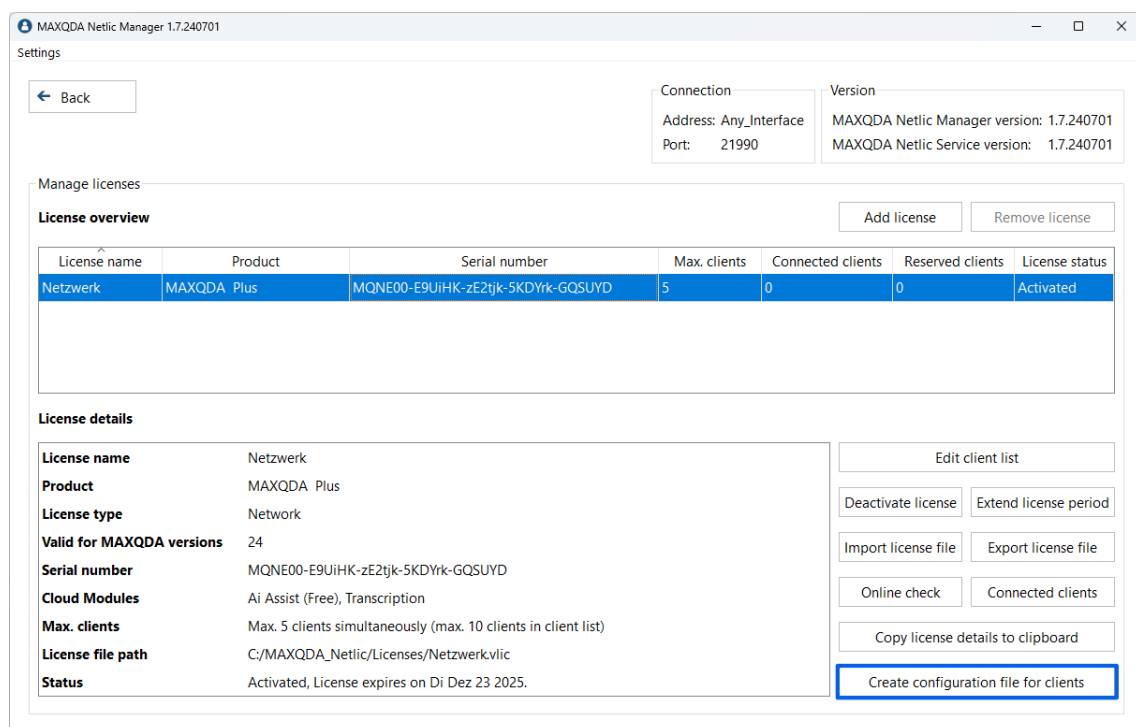 MAXQDA Netlic Manager 1.7.240701
Settings
Back
Connection
Address: Any_Interface
Port: 21990
Version
MAXQDA Netlic Manager version: 1.7.240701
MAXQDA Netlic Service version: 1.7.240701
Manage licenses
License overview
Add license
Remove license
License name Product Serial number Max. clients Connected clients Reserved clients License status
Netzwerk MAXQDA Plus MQNE00-E9UiHK-zE2tjk-5KDYrk-GQSUYD 5 0 0 Activated
License details
License name Netzwerk
Product MAXQDA Plus
License type Network
Valid for MAXQDA versions 24
Serial number MQNE00-E9UiHK-zE2tjk-5KDYrk-GQSUYD
Cloud Modules Ai Assist (Free), Transcription
Max. clients Max. 5 clients simultaneously (max. 10 clients in client list)
License file path C:/MAXQDA_Netlic/Licenses/Netzwerk.vlic
Status Activated, License expires on Di Dez 23 2025.
Edit client list
Deactivate license Extend license period
Import license file Export license file
Online check Connected clients
Copy license details to clipboard
Create configuration file for clients